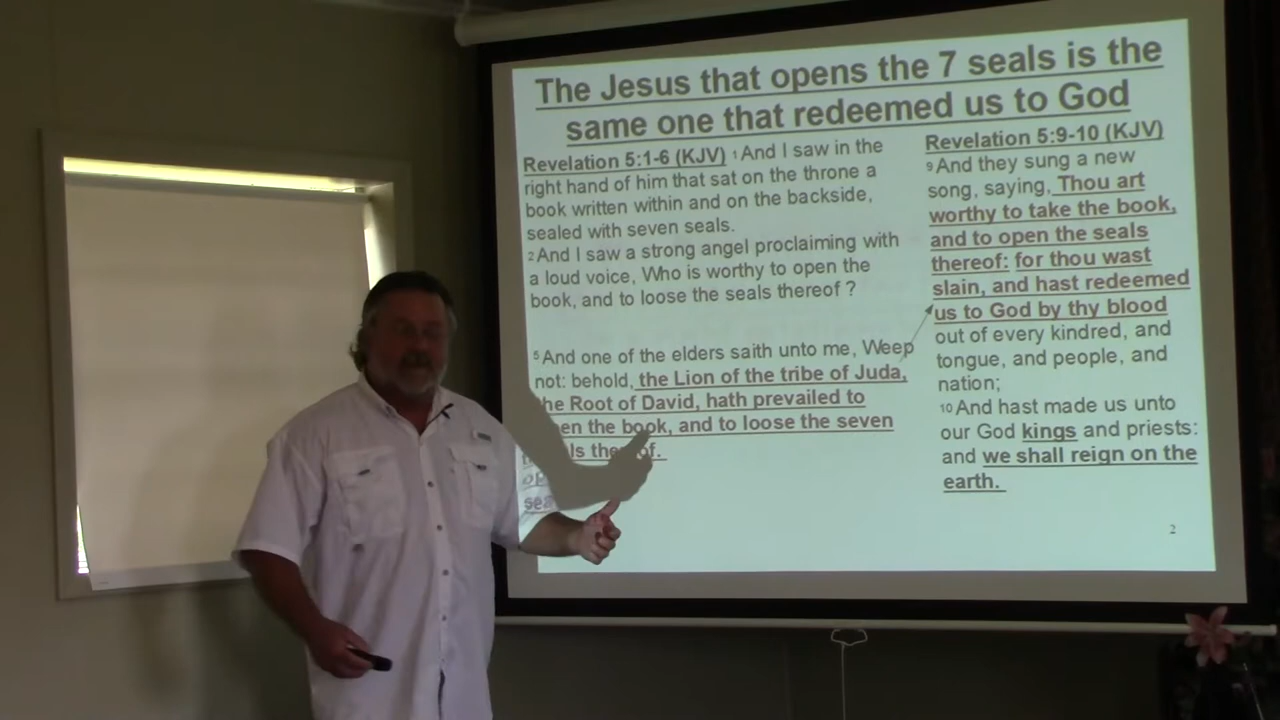 The Jesus that opens the 7 seals is the
same one that redeemed us to God
Revelation 5:1-6 (KJV) 1 And I saw in the
right hand of him that sat on the throne a
book written within and on the backside,
sealed with seven seals.
2 And I saw a strong angel proclaiming with
a loud voice, Who is worthy to open the
book, and to loose the seals thereof ?
5 And one of the elders saith unto me, Weep
not: behold, the Lion of the tribe of Juda,
the Root of David, hath prevailed to
en the book, and to loose the seven
ls the of.
Revelation 5:9-10 (KJV)
9 And they sung a new
song, saying, Thou art
worthy to take the book,
and to open the seals
thereof: for thou wast
slain, and hast redeemed
us to God by thy blood
out of every kindred, and
tongue, and people, and
nation;
10 And hast made us unto
our God kings and priests:
and we shall reign on the
earth.
2